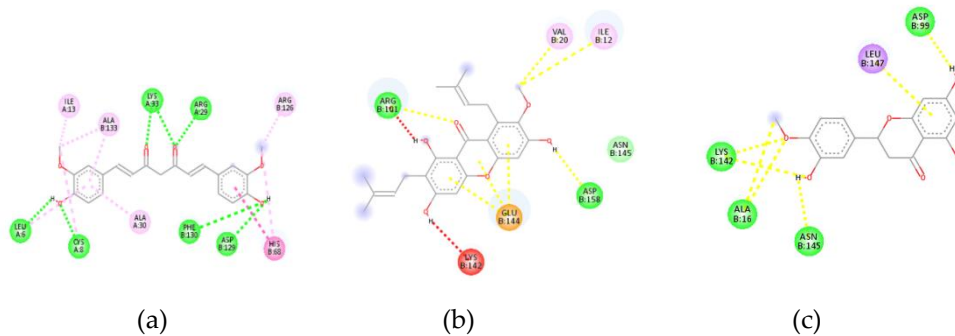 ILE
A:13
ALA
A:133
LYS
A:93
ARG
A:29
ARG
B:126
LEU
A:6
CYS
A:8
ALA
A:30
PHE
B:130
ASP
B:129
HIS
B:68
H
H
(a)
VAL
B:20
ILE
B:12
ARG
B:101
ASN
B:145
ASP
B:158
GLU
B:144
LYS
B:142
O
O
O
H
H
H
(b)
ASP
B:99
LEU
B:147
LYS
B:142
ALA
B:16
ASN
B:145
H
H
O
O
(c)